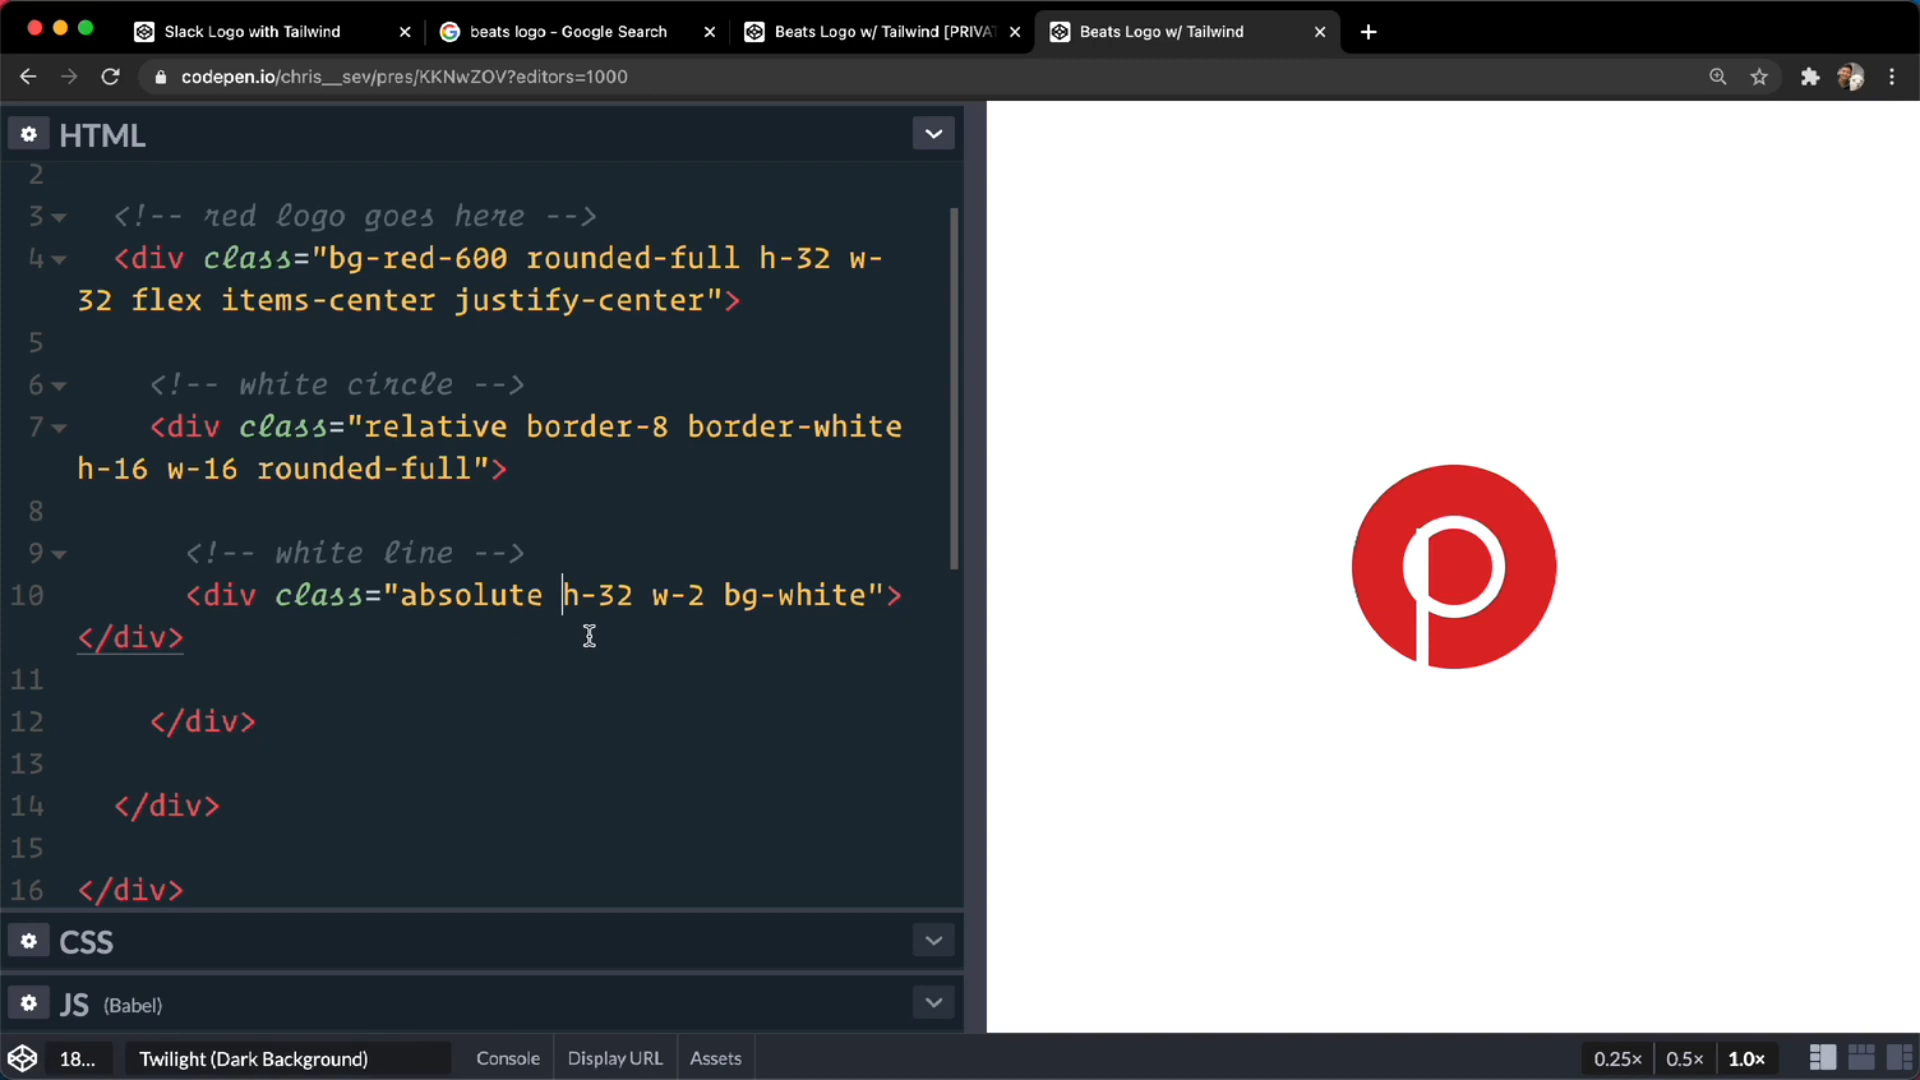 Slack Logo with Tailwind
beats logo - Google Search
Beats Logo w/ Tailwind [PRIVA
Beats Logo w/ Tailwind
codepen.io/chris__sev/pres/KKNwZOV?editors=1000
HTML
2
3 <!-- red logo goes here -->
4 <div class="bg-red-600 rounded-full h-32 w-
32 flex items-center justify-center">
5
6 <!-- white circle -->
7 <div class="relative border-8 border-white
h-16 w-16 rounded-full">
8
9 <!-- white line -->
10 <div class="absolute h-32 w-2 bg-white">
</div>
11
12 </div>
13
14 </div>
15
16 </div>
CSS
JS (Babel)
18... Twilight (Dark Background) Console Display URL Assets 0.25× 0.5× 1.0×